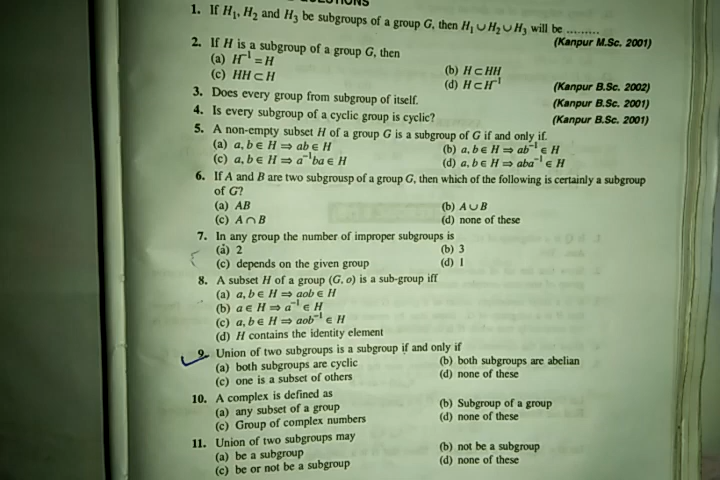 1. If H₁, H₂ and H₃ be subgroups of a group G, then H₁ ∪ H₂ ∪ H₃ will be ..........
(Kanpur M.Sc. 2001)
2. If H is a subgroup of a group G, then
(a) H⁻¹ = H (b) H ⊂ HH
(c) HH ⊂ H (d) H ⊂ H⁻¹ (Kanpur B.Sc. 2002)
3. Does every group from subgroup of itself. (Kanpur B.Sc. 2001)
4. Is every subgroup of a cyclic group is cyclic? (Kanpur B.Sc. 2001)
5. A non-empty subset H of a group G is a subgroup of G if and only if.
(a) a, b ∈ H ⇒ ab ∈ H (b) a, b ∈ H ⇒ ab⁻¹ ∈ H
(c) a, b ∈ H ⇒ a⁻¹ba ∈ H (d) a, b ∈ H ⇒ aba⁻¹ ∈ H
6. If A and B are two subgrousp of a group G, then which of the following is certainly a subgroup
of G?
(a) AB (b) A ∪ B
(c) A ∩ B (d) none of these
7. In any group the number of improper subgroups is
(a) 2 (b) 3
(c) depends on the given group (d) 1
8. A subset H of a group (G, o) is a sub-group iff
(a) a, b ∈ H ⇒ aob ∈ H
(b) a ∈ H ⇒ a⁻¹ ∈ H
(c) a, b ∈ H ⇒ aob⁻¹ ∈ H
(d) H contains the identity element
9. Union of two subgroups is a subgroup if and only if
(a) both subgroups are cyclic (b) both subgroups are abelian
(c) one is a subset of others (d) none of these
10. A complex is defined as
(a) any subset of a group (b) Subgroup of a group
(c) Group of complex numbers (d) none of these
11. Union of two subgroups may
(a) be a subgroup (b) not be a subgroup
(c) be or not be a subgroup (d) none of these